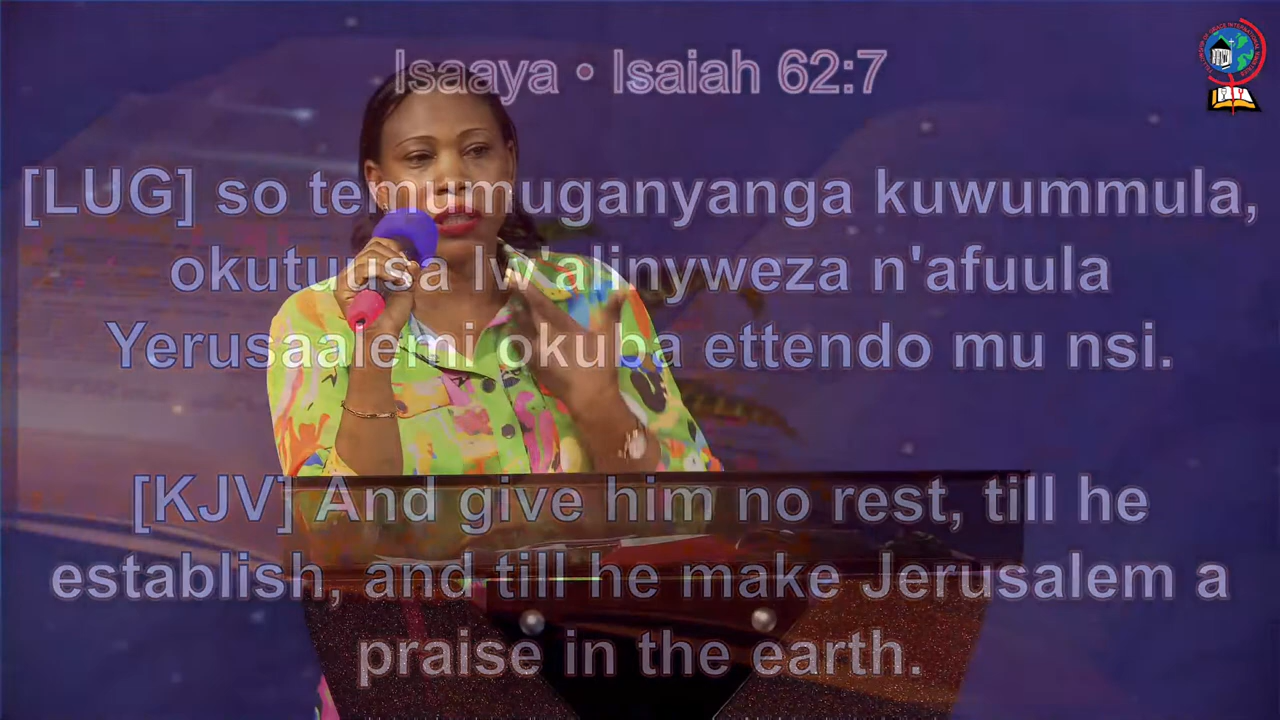 Isaaya • Isaiah 62:7
[LUG] so temumuganyanga kuwummula,
okutuusa lw'alinyweza n'afuula
Yerusaalemi okuba ettendo mu nsi.
[KJV] And give him no rest, till he
establish, and till he make Jerusalem a
praise in the earth.